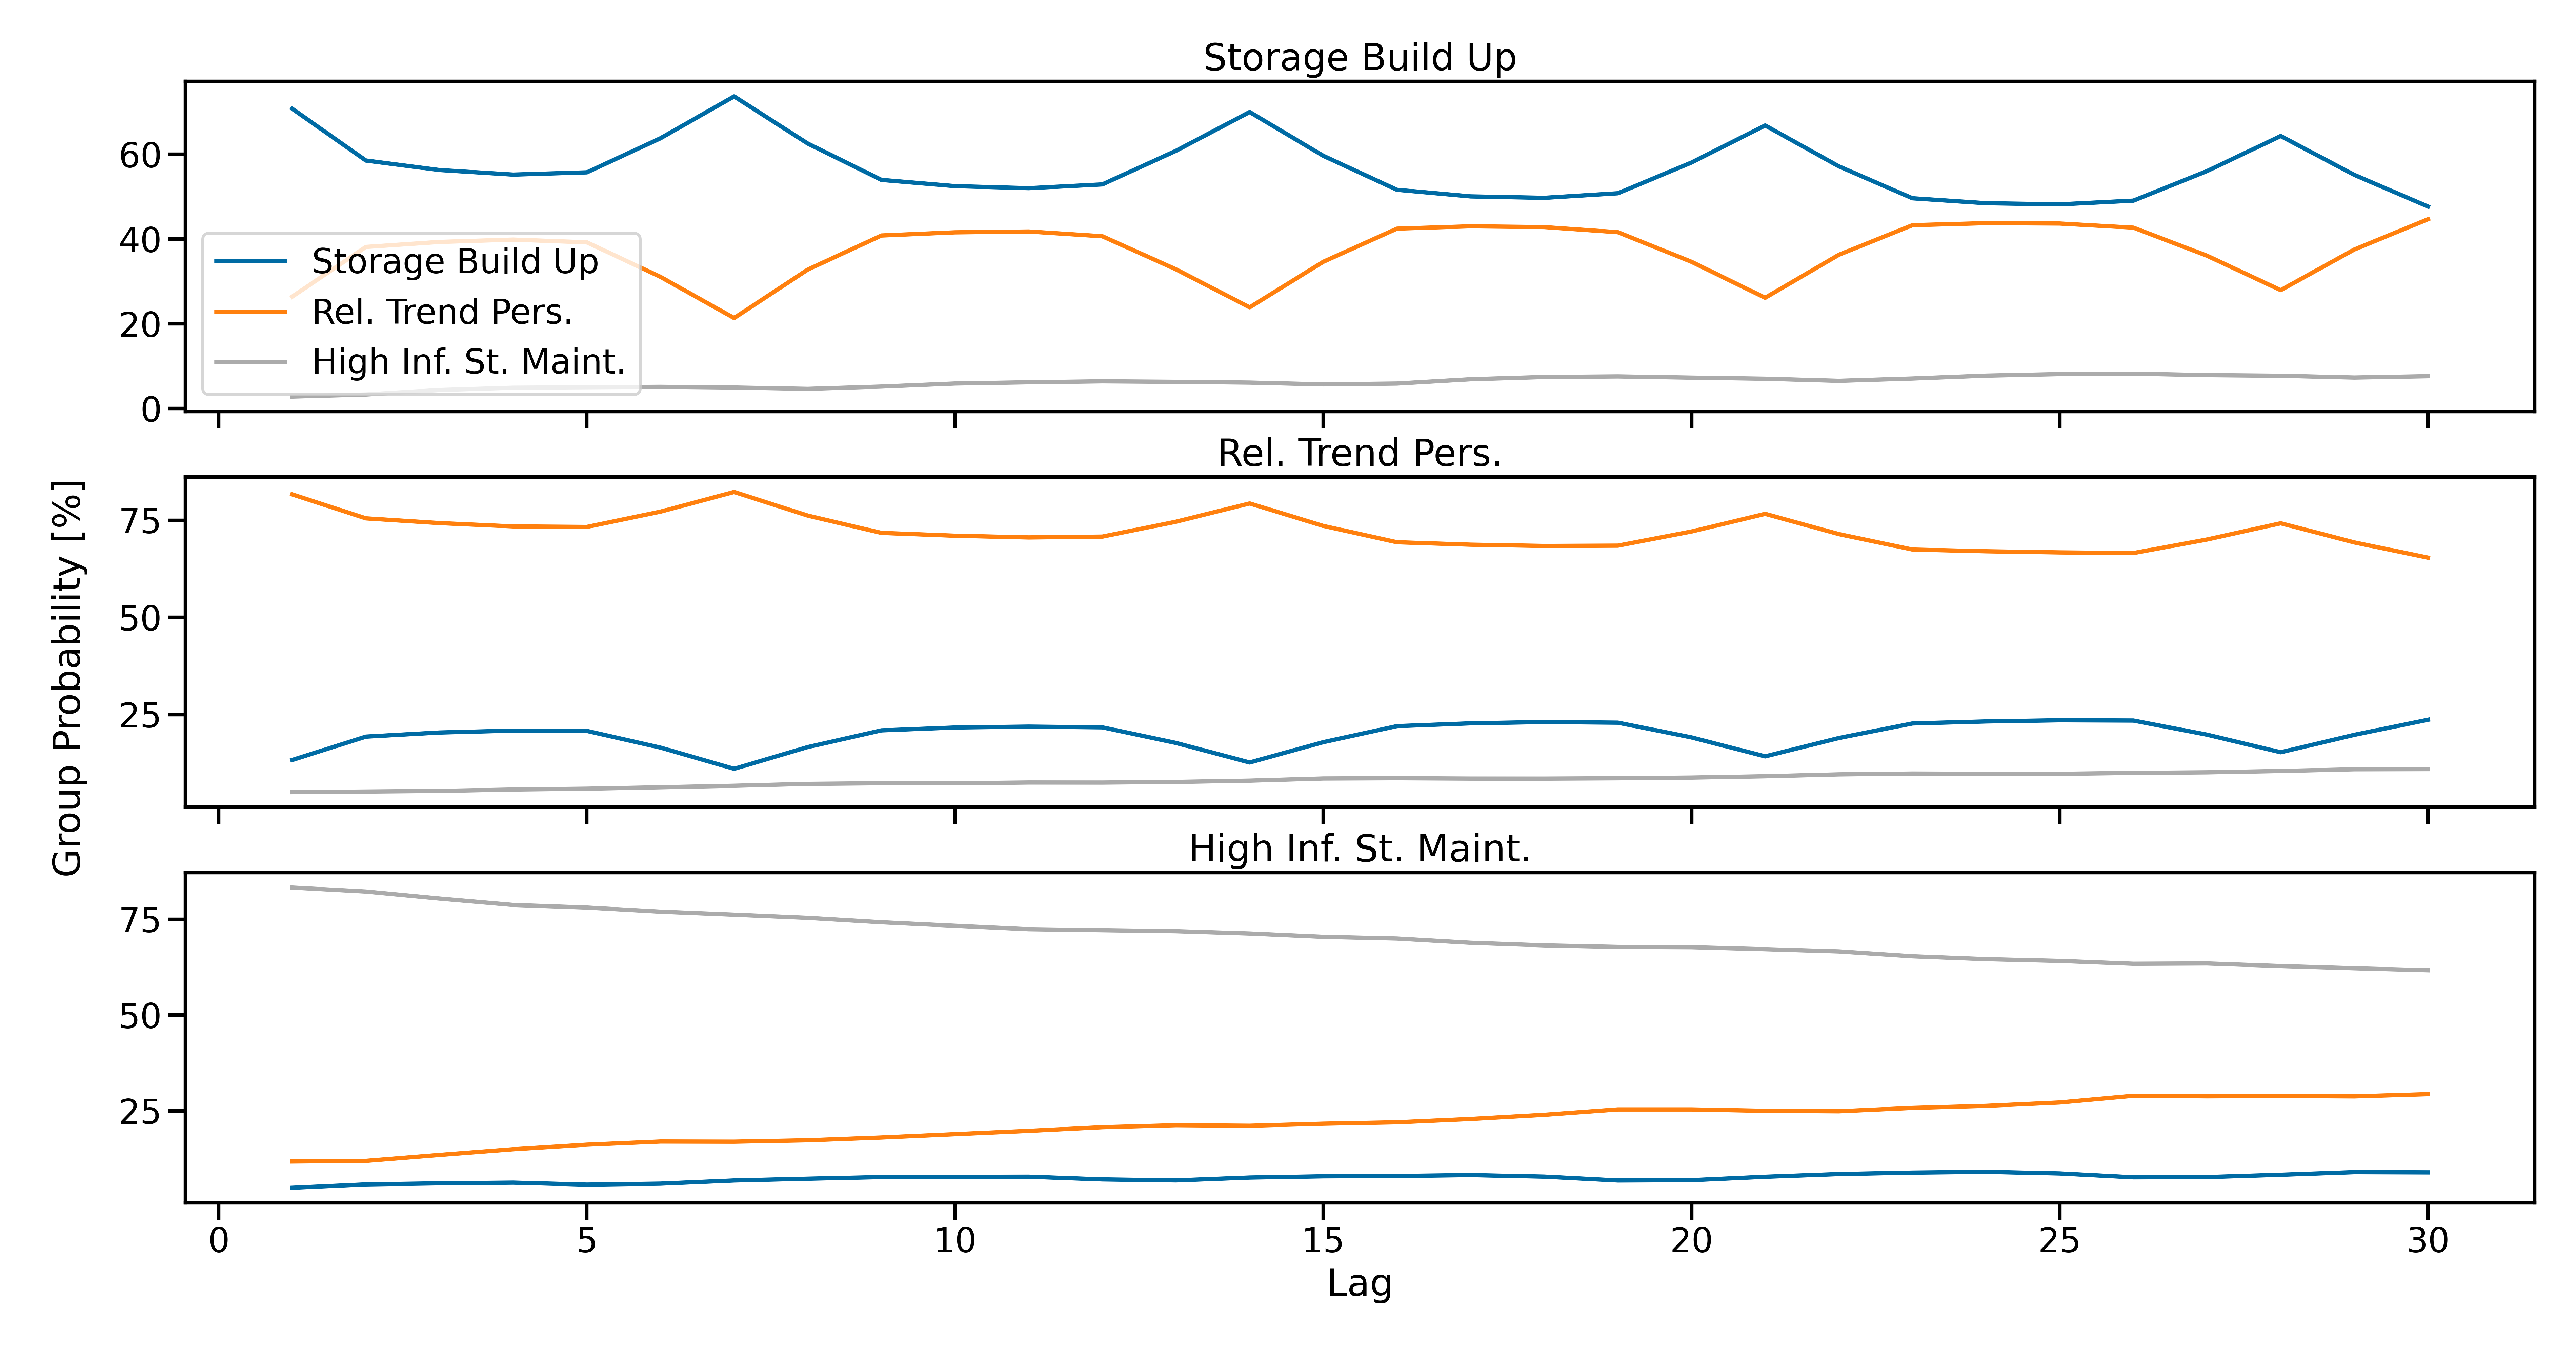 Storage Build Up
60
40
20
0
Storage Build Up
Rel. Trend Pers.
High Inf. St. Maint.
Rel. Trend Pers.
75
50
25
Group Probability [%]
High Inf. St. Maint.
75
50
25
0 5 10 15 20 25 30
Lag